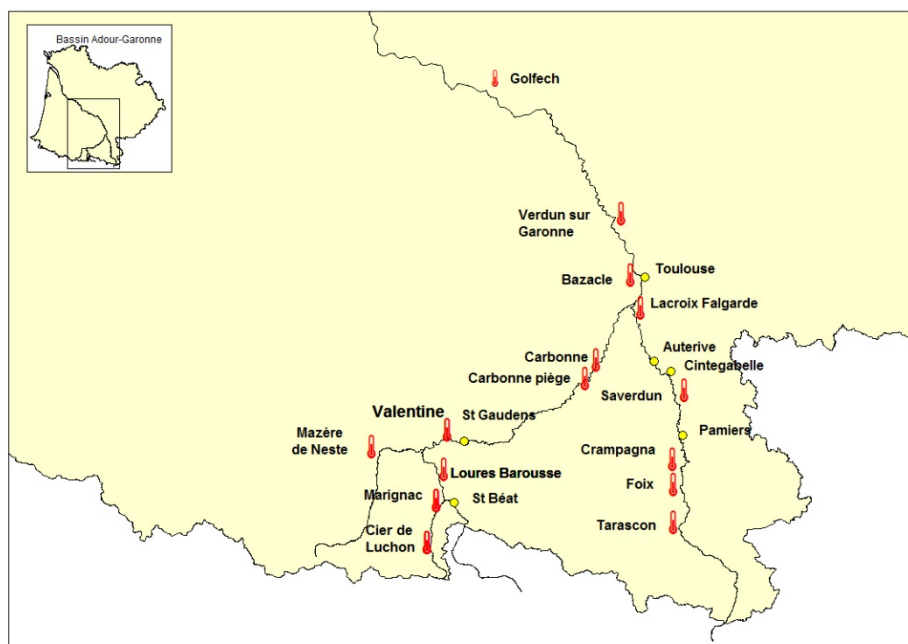 Bassin Adour-Garonne
Golfech
Verdun sur
Garonne
Bazacle
Toulouse
Lacroix Falgarde
Auterive
Carbonne
Cintegabelle
Carbonne piège
Saverdun
Valentine
St Gaudens
Pamiers
Mazère
de Neste
Crampagna
Loures Barousse
Foix
Marignac
St Béat
Tarascon
Cier de
Luchon